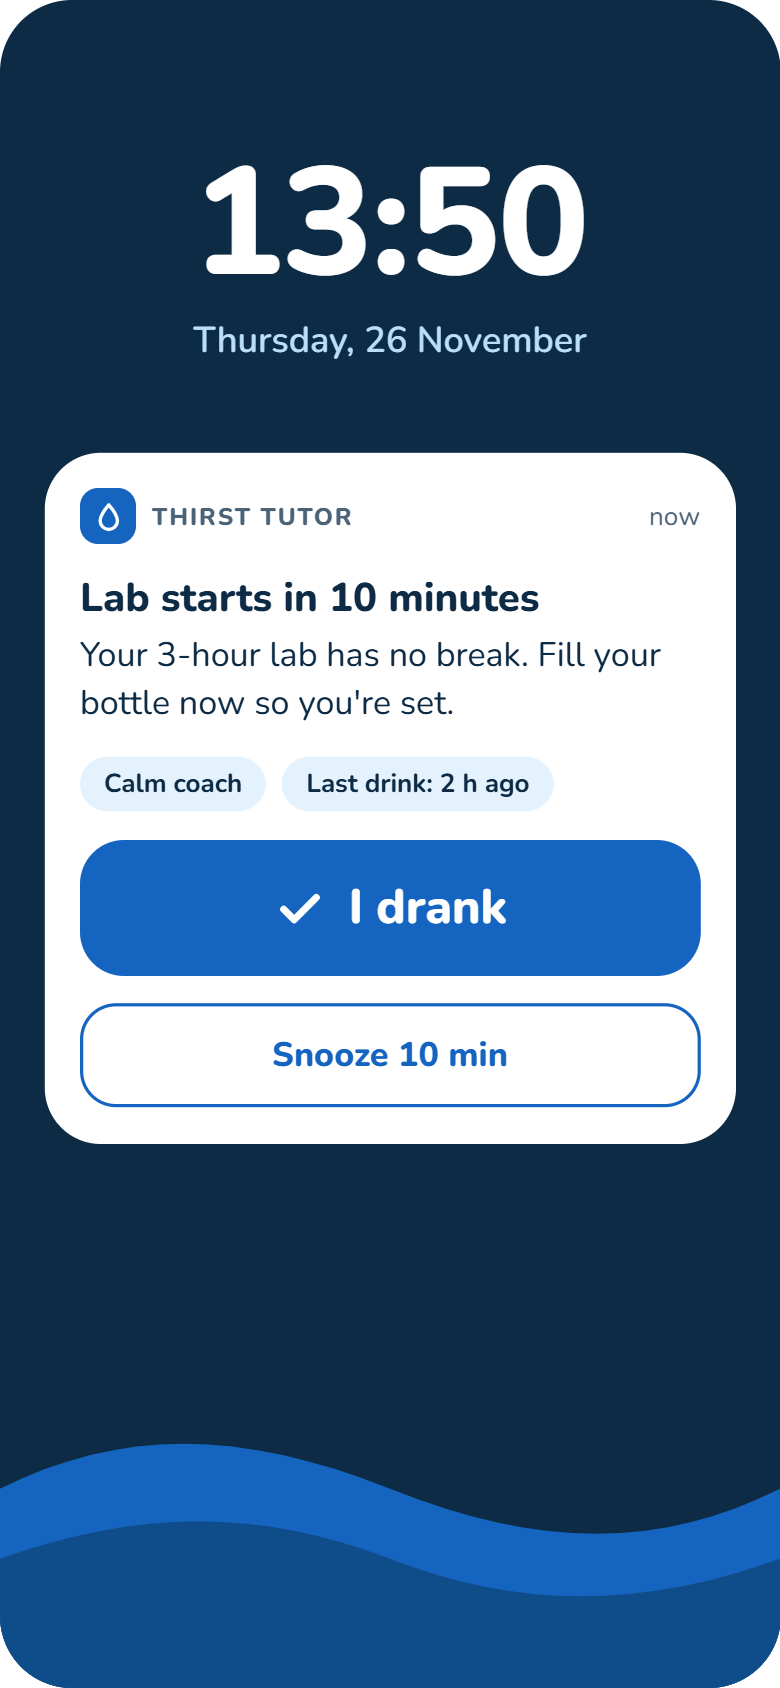 13:50
Thursday, 26 November
THIRST TUTOR
now
Lab starts in 10 minutes
Your 3-hour lab has no break. Fill your
bottle now so you're set.
Calm coach
Last drink: 2 h ago
I drank
Snooze 10 min